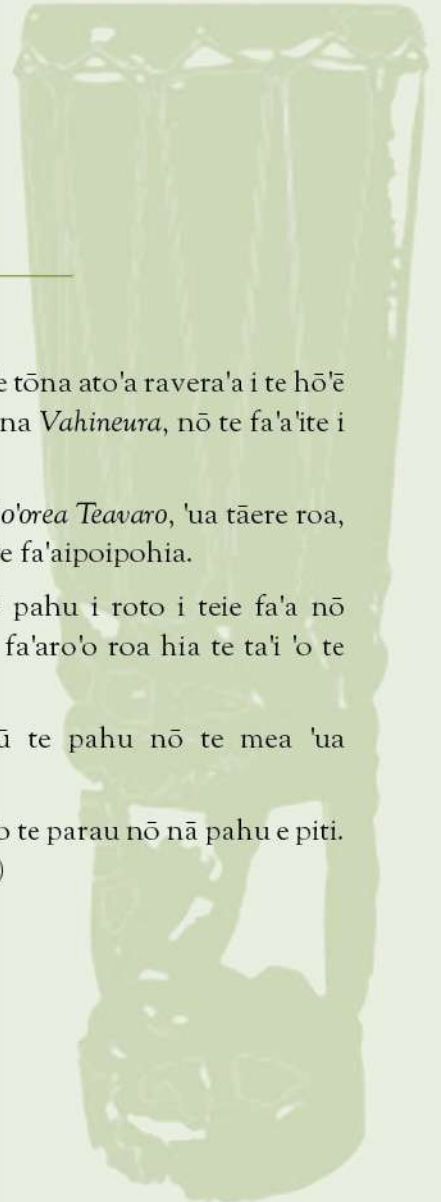 e tōna ato'a ravera'a i te hō'ē
na Vahineura, nō te fa'a'ite i
o'orea Teavaro, 'ua tāere roa,
e fa'aipoipohia.
pahu i roto i teie fa'a nō
fa'aro'o roa hia te ta'i 'o te
ū te pahu nō te mea 'ua
o te parau nō nā pahu e piti.
)